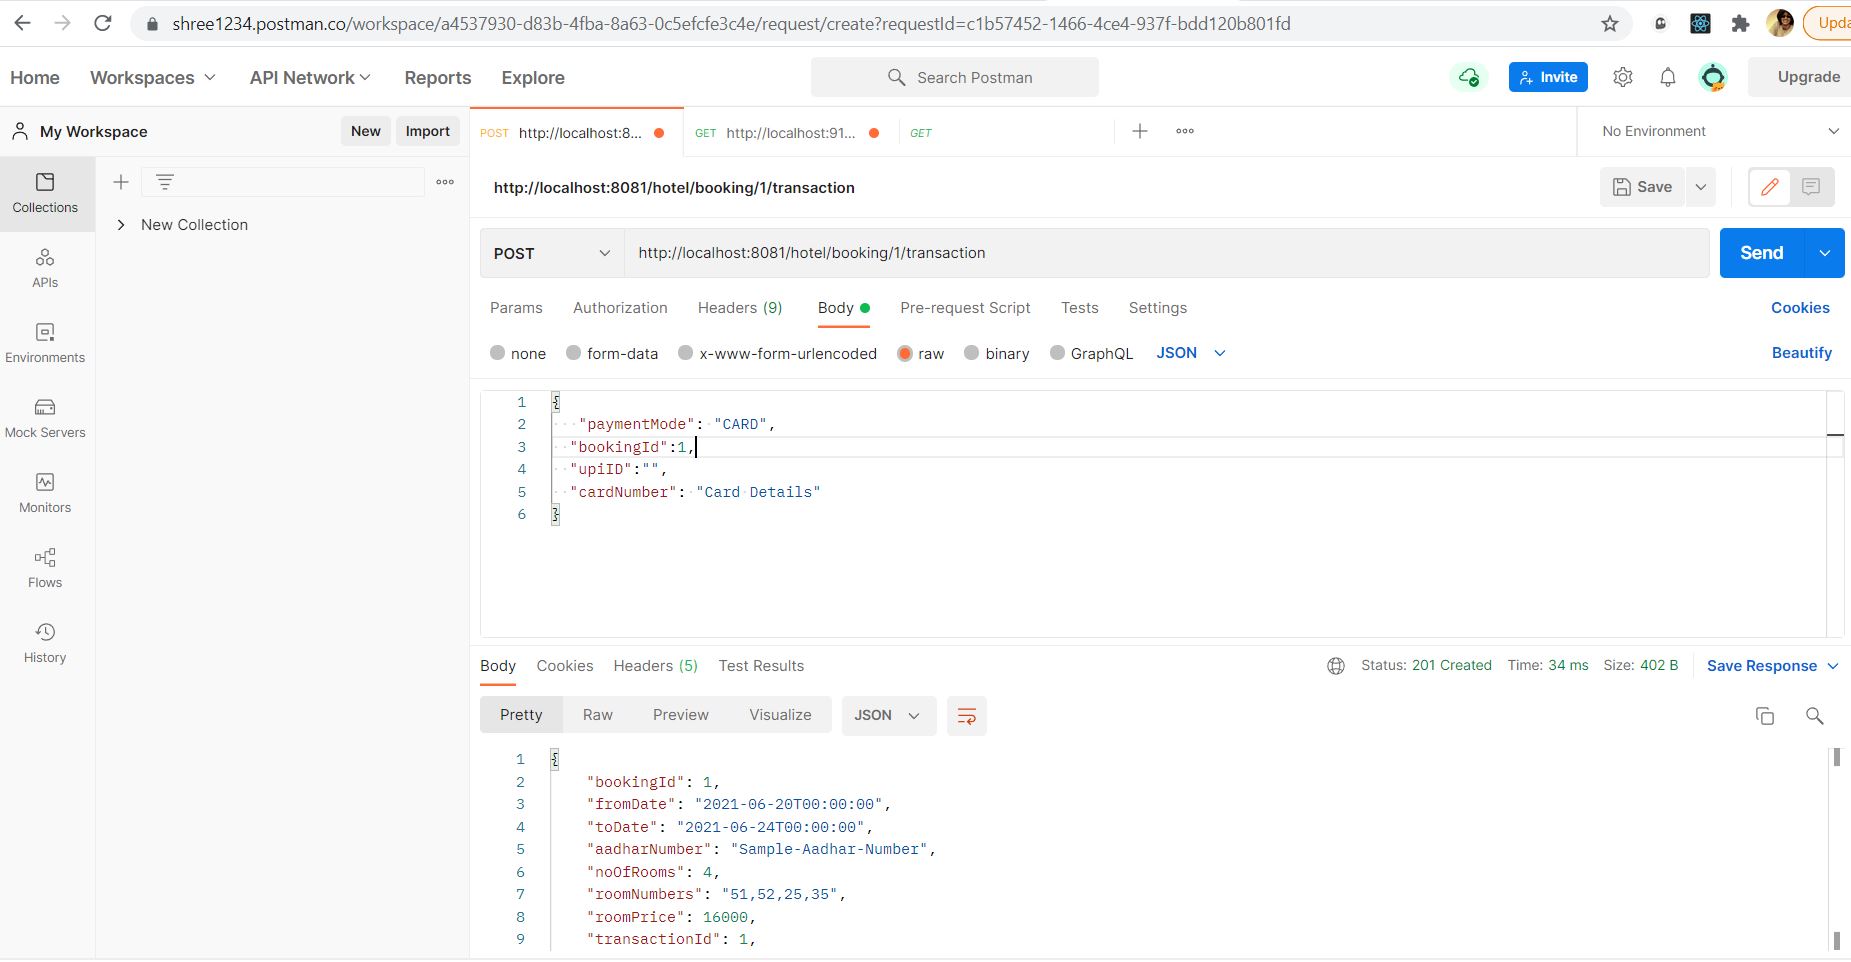 shree1234.postman.co/workspace/a4537930-d83b-4fba-8a63-0c5efcfe3c4e/request/create?requestId=c1b57452-1466-4ce4-937f-bdd120b801fd
Home Workspaces API Network Reports Explore Search Postman Invite Upgrade
My Workspace New Import
POST http://localhost:8... GET http://localhost:91... GET No Environment
Collections
APIs
Environments
Mock Servers
Monitors
Flows
History
New Collection
http://localhost:8081/hotel/booking/1/transaction Save
POST http://localhost:8081/hotel/booking/1/transaction Send
Params Authorization Headers (9) Body Pre-request Script Tests Settings Cookies
none form-data x-www-form-urlencoded raw binary GraphQL JSON Beautify
1 {
2 "paymentMode": "CARD",
3 "bookingId":1,
4 "upiID":"",
5 "cardNumber": "Card Details"
6 }
Body Cookies Headers (5) Test Results Status: 201 Created Time: 34 ms Size: 402 B Save Response
Pretty Raw Preview Visualize JSON
1 {
2 "bookingId": 1,
3 "fromDate": "2021-06-20T00:00:00",
4 "toDate": "2021-06-24T00:00:00",
5 "aadharNumber": "Sample-Aadhar-Number",
6 "noOfRooms": 4,
7 "roomNumbers": "51,52,25,35",
8 "roomPrice": 16000,
9 "transactionId": 1,